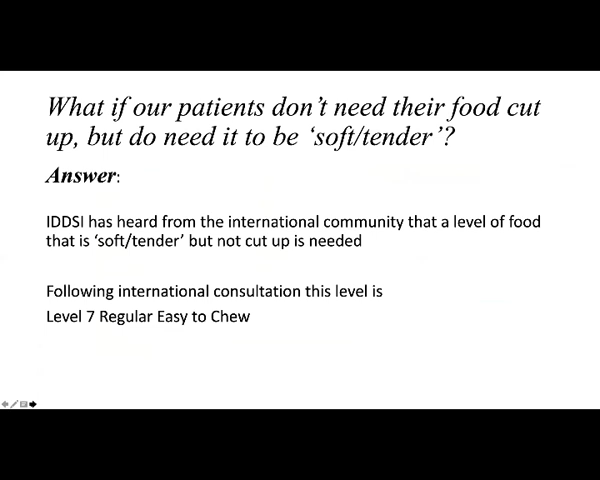 What if our patients don’t need their food cut
up, but do need it to be ‘soft/tender’?
Answer:
IDDSI has heard from the international community that a level of food
that is ‘soft/tender’ but not cut up is needed
Following international consultation this level is
Level 7 Regular Easy to Chew